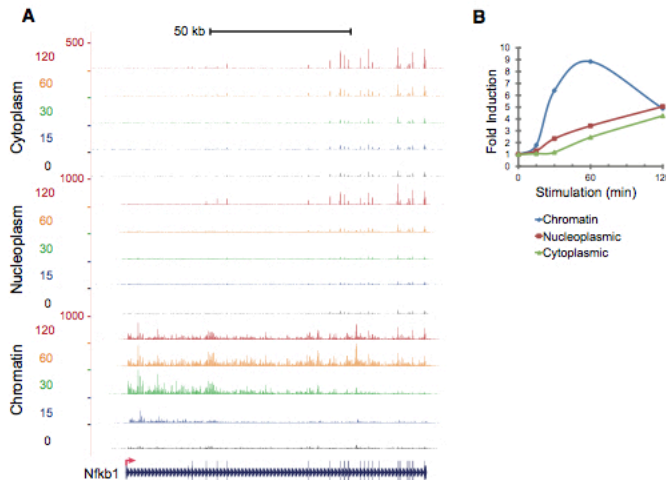 A
50 kb
500
120
60
30
15
0
Cytoplasm
1000
120
60
30
15
0
Nucleoplasm
1000
120
60
30
15
0
Chromatin
Nfkb1
B
10
9
8
7
6
5
4
3
2
1
0
Fold Induction
0
60
120
Stimulation (min)
Chromatin
Nucleoplasmic
Cytoplasmic